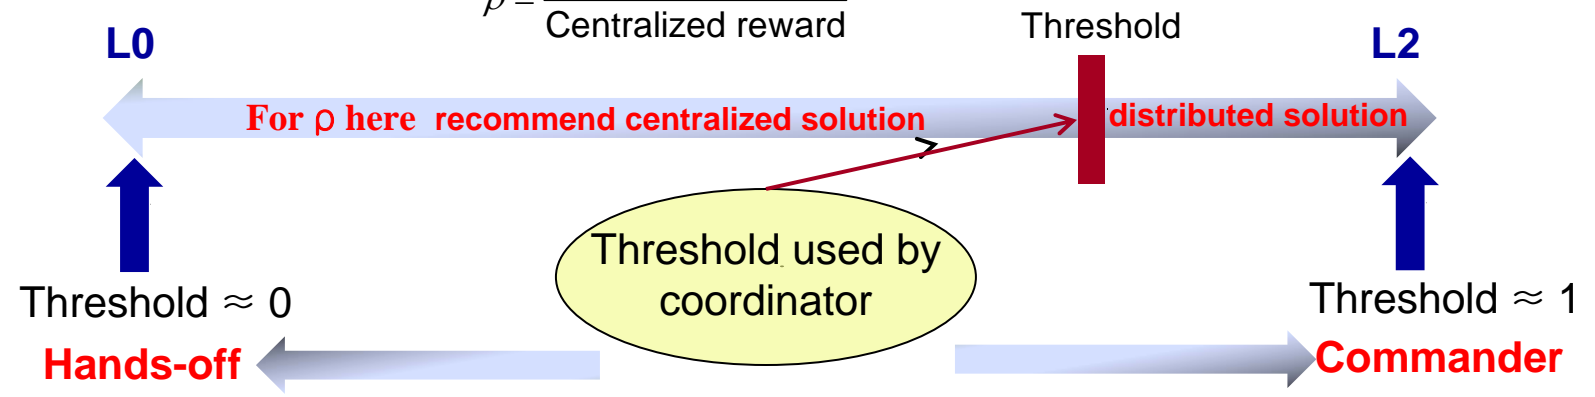 ρ =
Centralized reward
Threshold
L0
L2
For ρ here recommend centralized solution
distributed solution
Threshold used by
coordinator
Threshold ≈ 0
Threshold ≈ 1
Hands-off
Commander